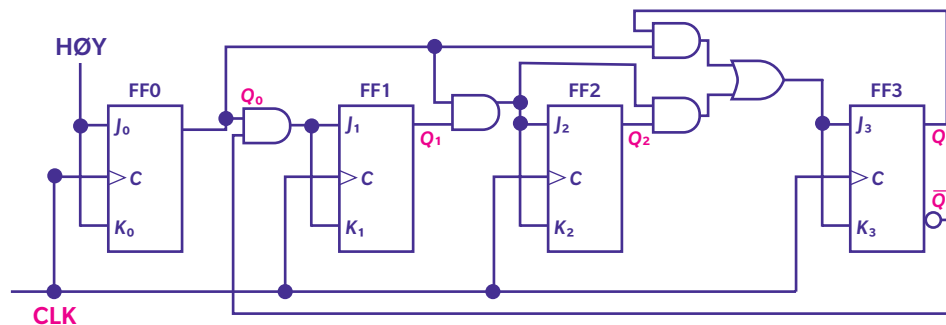 HØY
FF0
FF1
FF2
FF3
Q₀
J₀
J₁
J₂
J₃
Q₁
Q₂
Q
C
C
C
C
Q̅
K₀
K₁
K₂
K₃
CLK